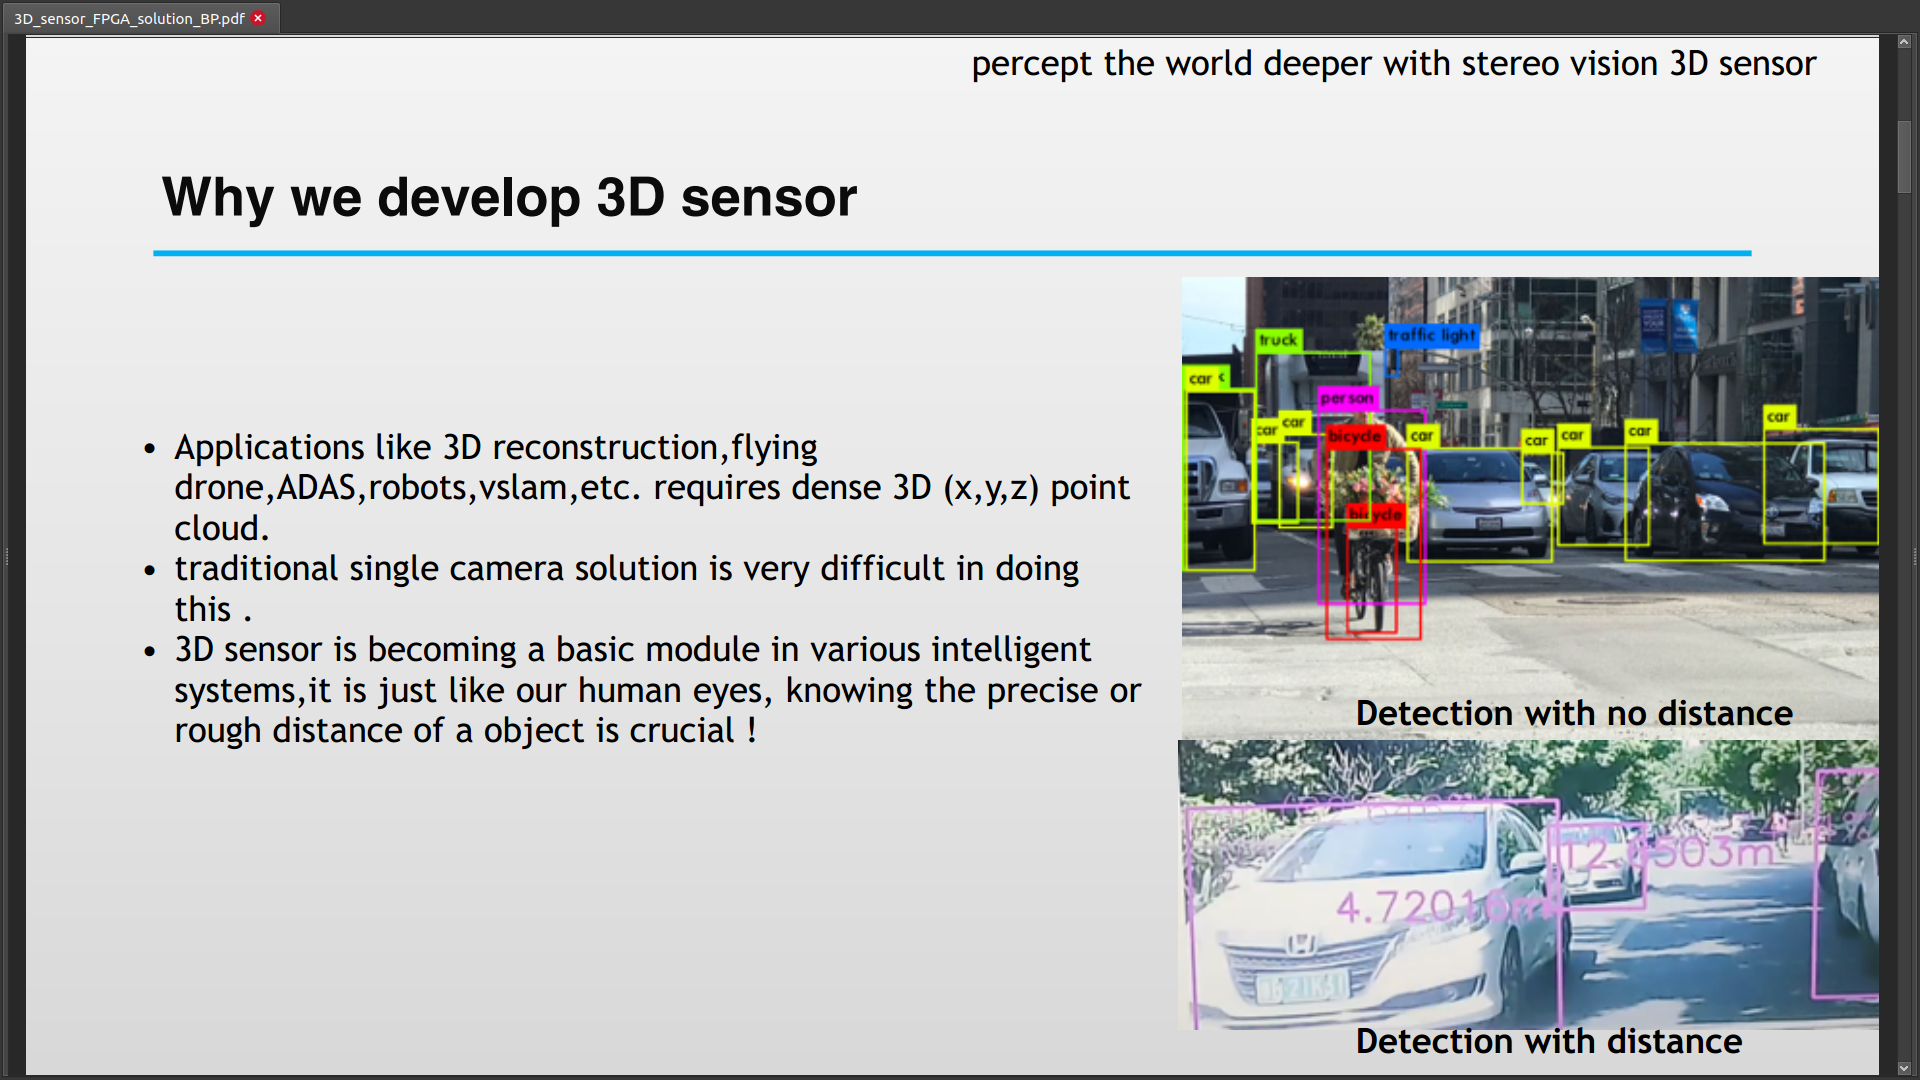 3D_sensor_FPGA_solution_BP.pdf
percept the world deeper with stereo vision 3D sensor
Why we develop 3D sensor
• Applications like 3D reconstruction,flying
drone,ADAS,robots,vslam,etc. requires dense 3D (x,y,z) point
cloud.
• traditional single camera solution is very difficult in doing
this .
• 3D sensor is becoming a basic module in various intelligent
systems,it is just like our human eyes, knowing the precise or
rough distance of a object is crucial !
truck
traffic light
car
person
car
car
bicycle
car
car
car
car
car
bicycle
Detection with no distance
4.72016m
Detection with distance